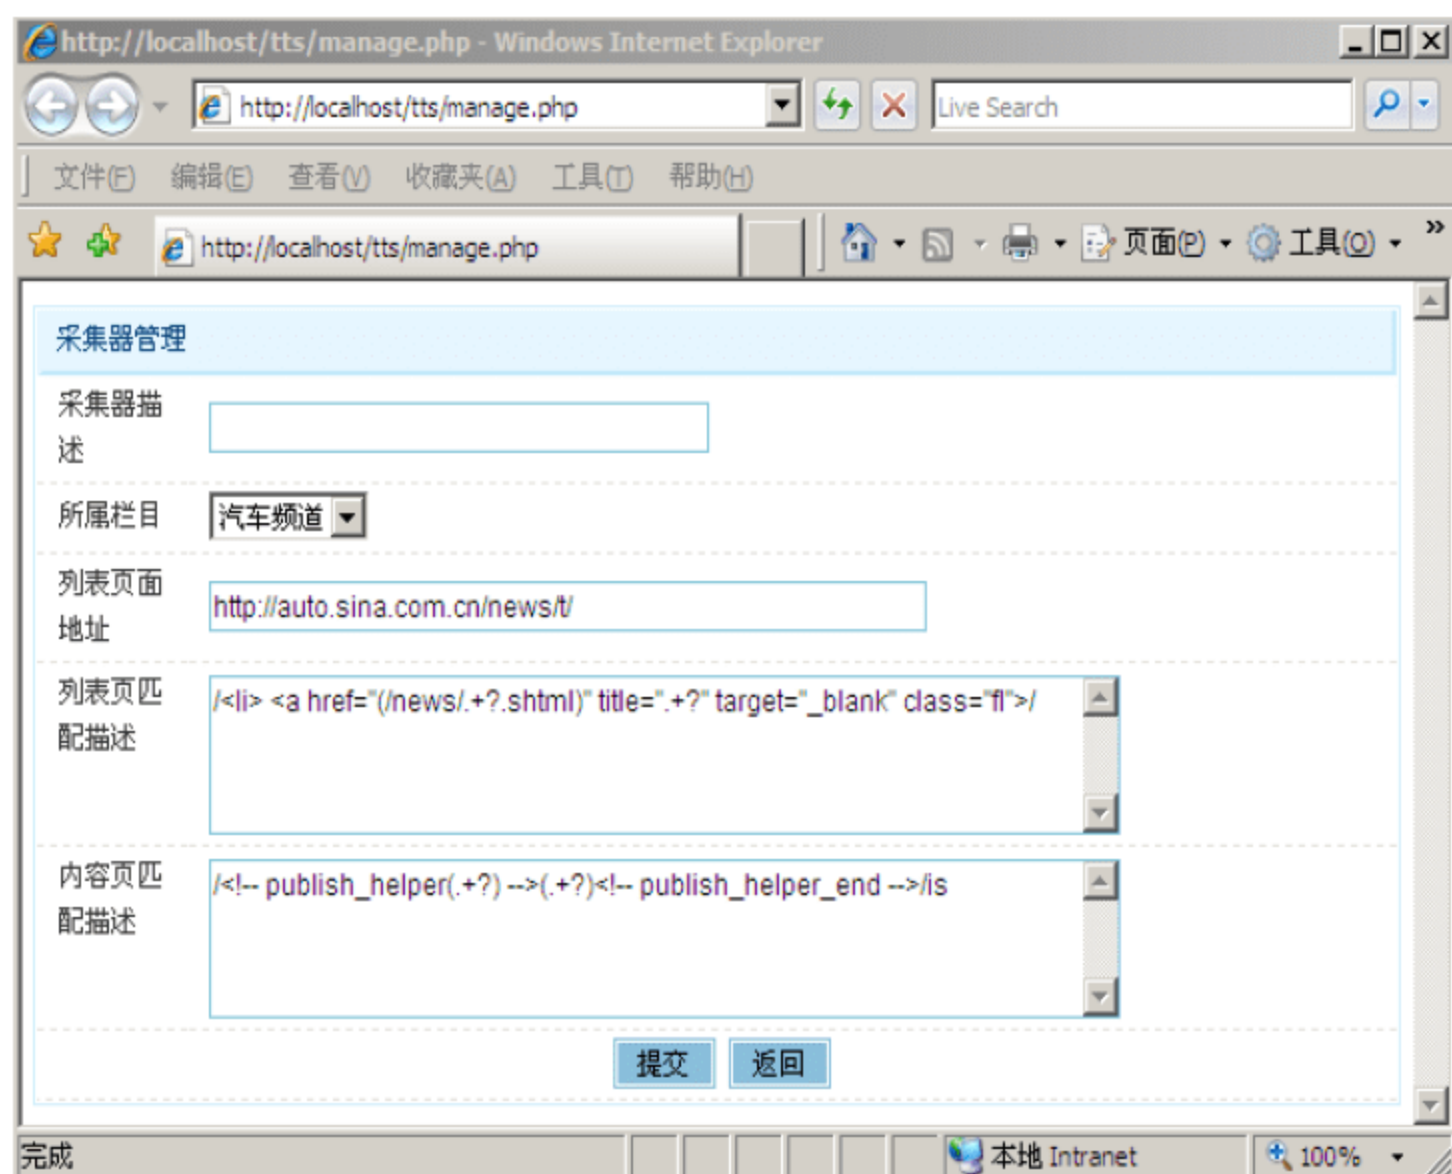 http://localhost/tts/manage.php - Windows Internet Explorer
http://localhost/tts/manage.php
Live Search
文件(F) 编辑(E) 查看(V) 收藏夹(A) 工具(T) 帮助(H)
http://localhost/tts/manage.php
页面(P) 工具(O)
采集器管理
采集器描
述
所属栏目 汽车频道
列表页面
地址
http://auto.sina.com.cn/news/t/
列表页匹
配描述
/<li> <a href="(/news/.+?.shtml)" title=".+?" target="_blank" class="fl">/
内容页匹
配描述
/<!-- publish_helper(.+?) -->(.+?)<!-- publish_helper_end -->/is
提交 返回
完成 本地 Intranet 100%